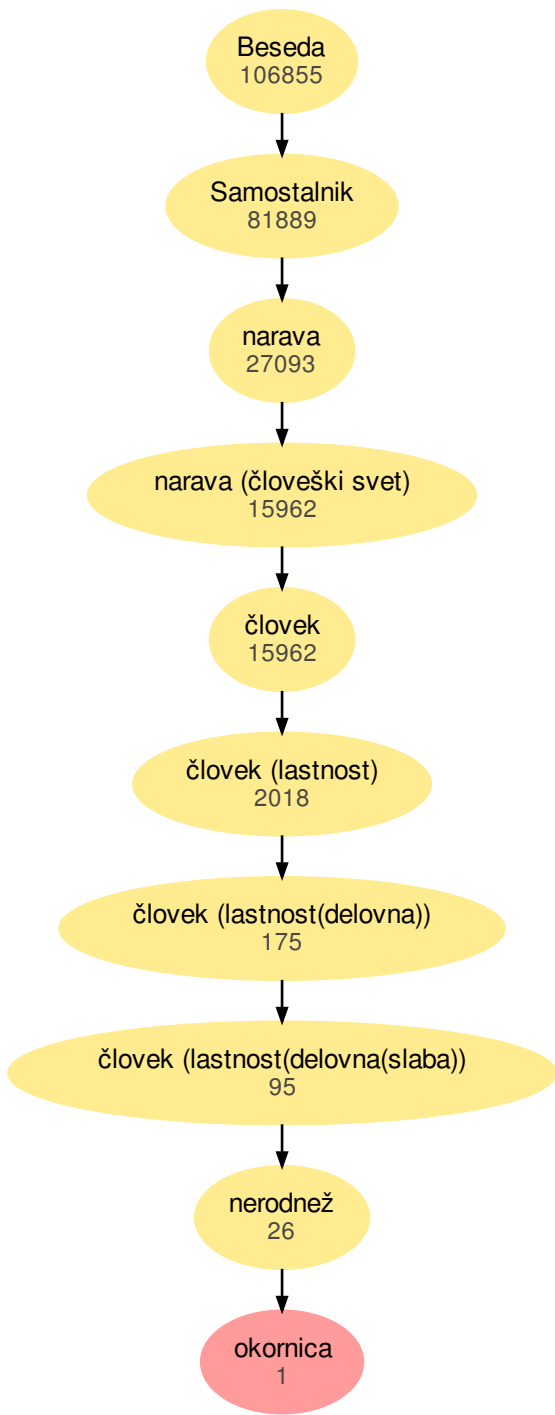 Beseda
106855
Samostalnik
81889
narava
27093
narava (človeški svet)
15962
človek
15962
človek (lastnost)
2018
človek (lastnost(delovna))
175
človek (lastnost(delovna(slaba))
95
nerodnež
26
okornica
1